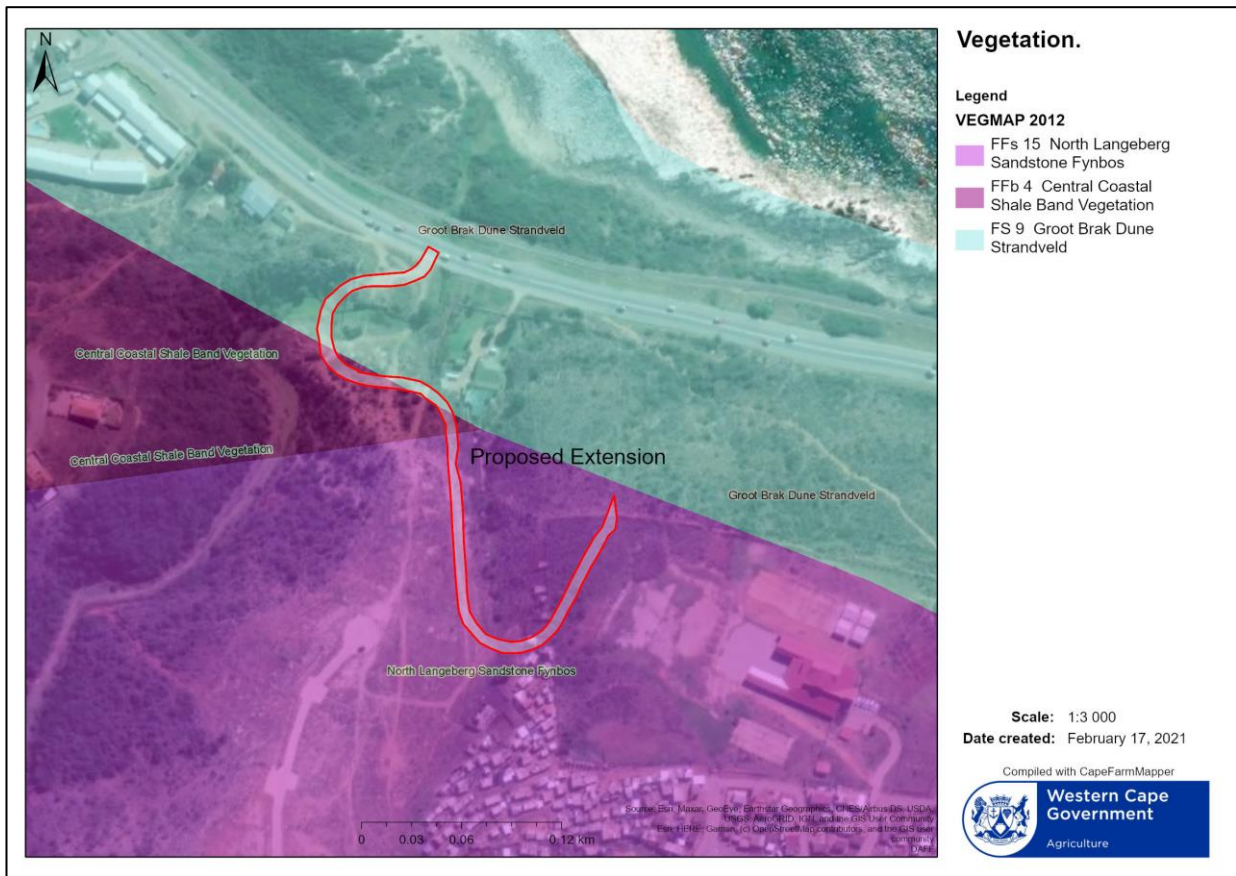 N
Groot Brak Dune Strandveld
Central Coastal Shale Band Vegetation
Central Coastal Shale Band Vegetation
Proposed Extension
Groot Brak Dune Strandveld
North Langeberg Sandstone Fynbos
0 0.03 0.06 0.12 km
Source: Esri, Maxar, GeoEye, Earthstar Geographics, CNES/Airbus DS, USDA,
USGS, AeroGRID, IGN, and the GIS User Community
Esri, HERE, Garmin, (c) OpenStreetMap contributors, and the GIS user
community
DAFF
Vegetation.
Legend
VEGMAP 2012
FFs 15 North Langeberg
Sandstone Fynbos
FFb 4 Central Coastal
Shale Band Vegetation
FS 9 Groot Brak Dune
Strandveld
Scale: 1:3 000
Date created: February 17, 2021
Compiled with CapeFarmMapper
Western Cape
Government
Agriculture